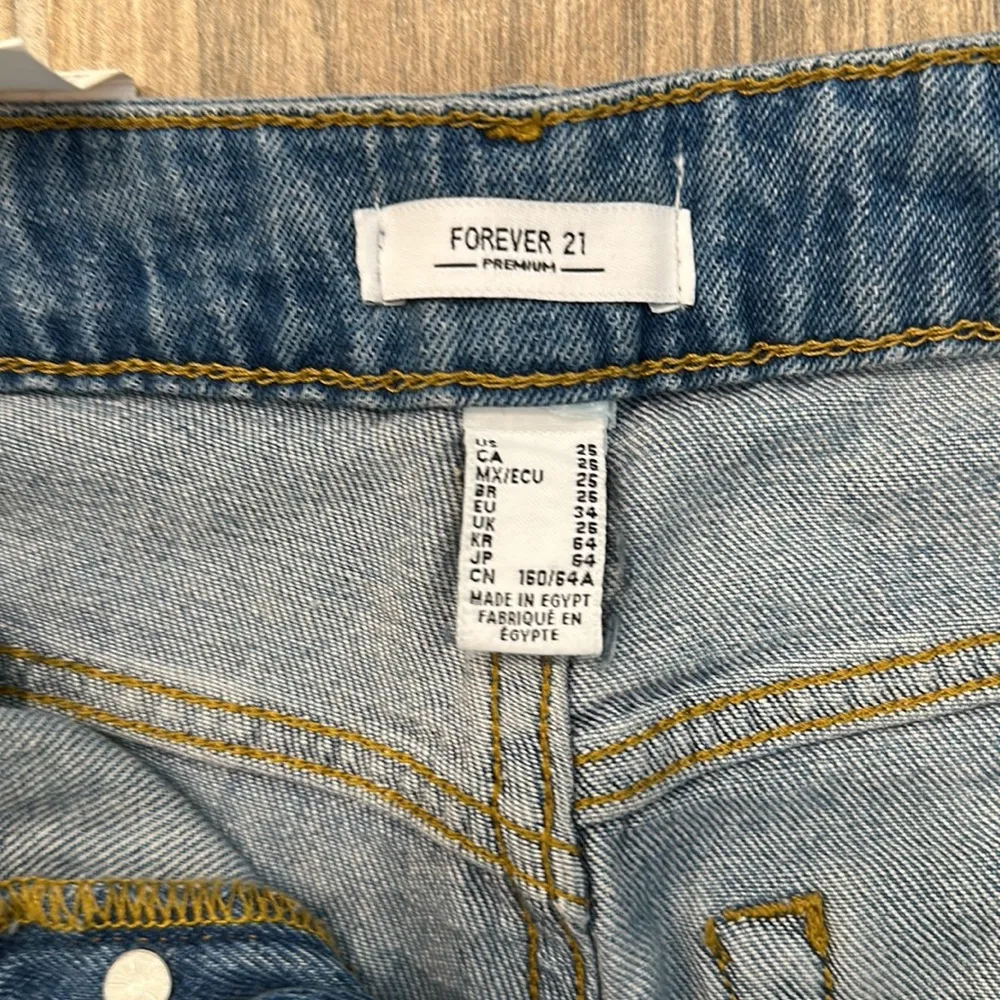 FOREVER 21
PREMIUM
US 25
CA 25
MX/ECU 25
BR 25
EU 34
UK 25
KR 64
JP 64
CN 160/64A
MADE IN EGYPT
FABRIQUÉ EN
ÉGYPTE